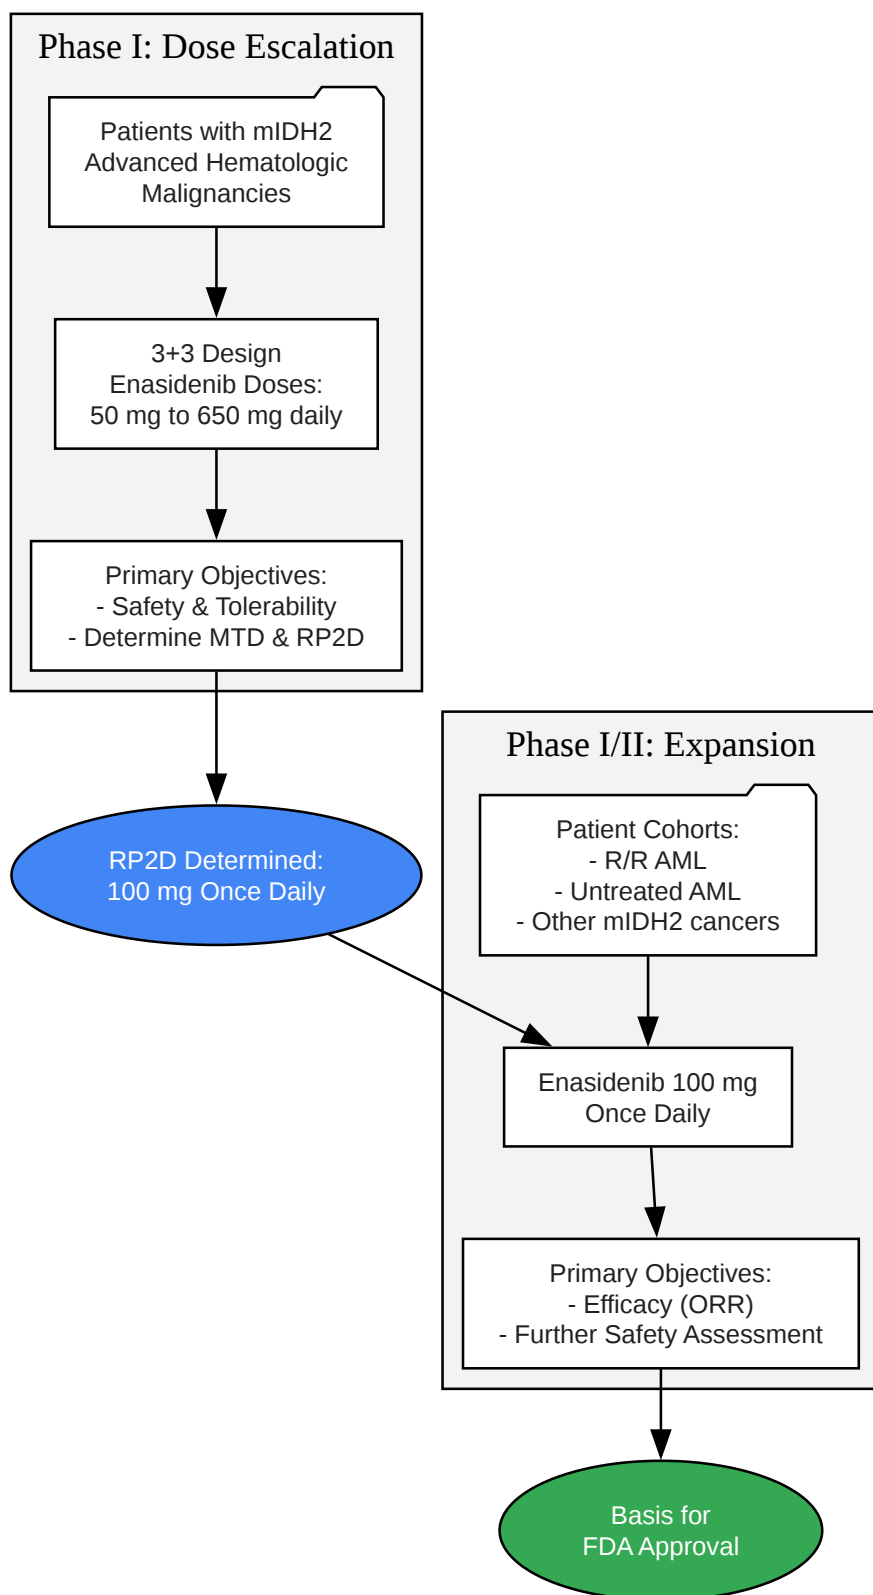 Phase I: Dose Escalation
Patients with mIDH2
Advanced Hematologic
Malignancies
3+3 Design
Enasidenib Doses:
50 mg to 650 mg daily
Primary Objectives:
- Safety & Tolerability
- Determine MTD & RP2D
RP2D Determined:
100 mg Once Daily
Phase I/II: Expansion
Patient Cohorts:
- R/R AML
- Untreated AML
- Other mIDH2 cancers
Enasidenib 100 mg
Once Daily
Primary Objectives:
- Efficacy (ORR)
- Further Safety Assessment
Basis for
FDA Approval